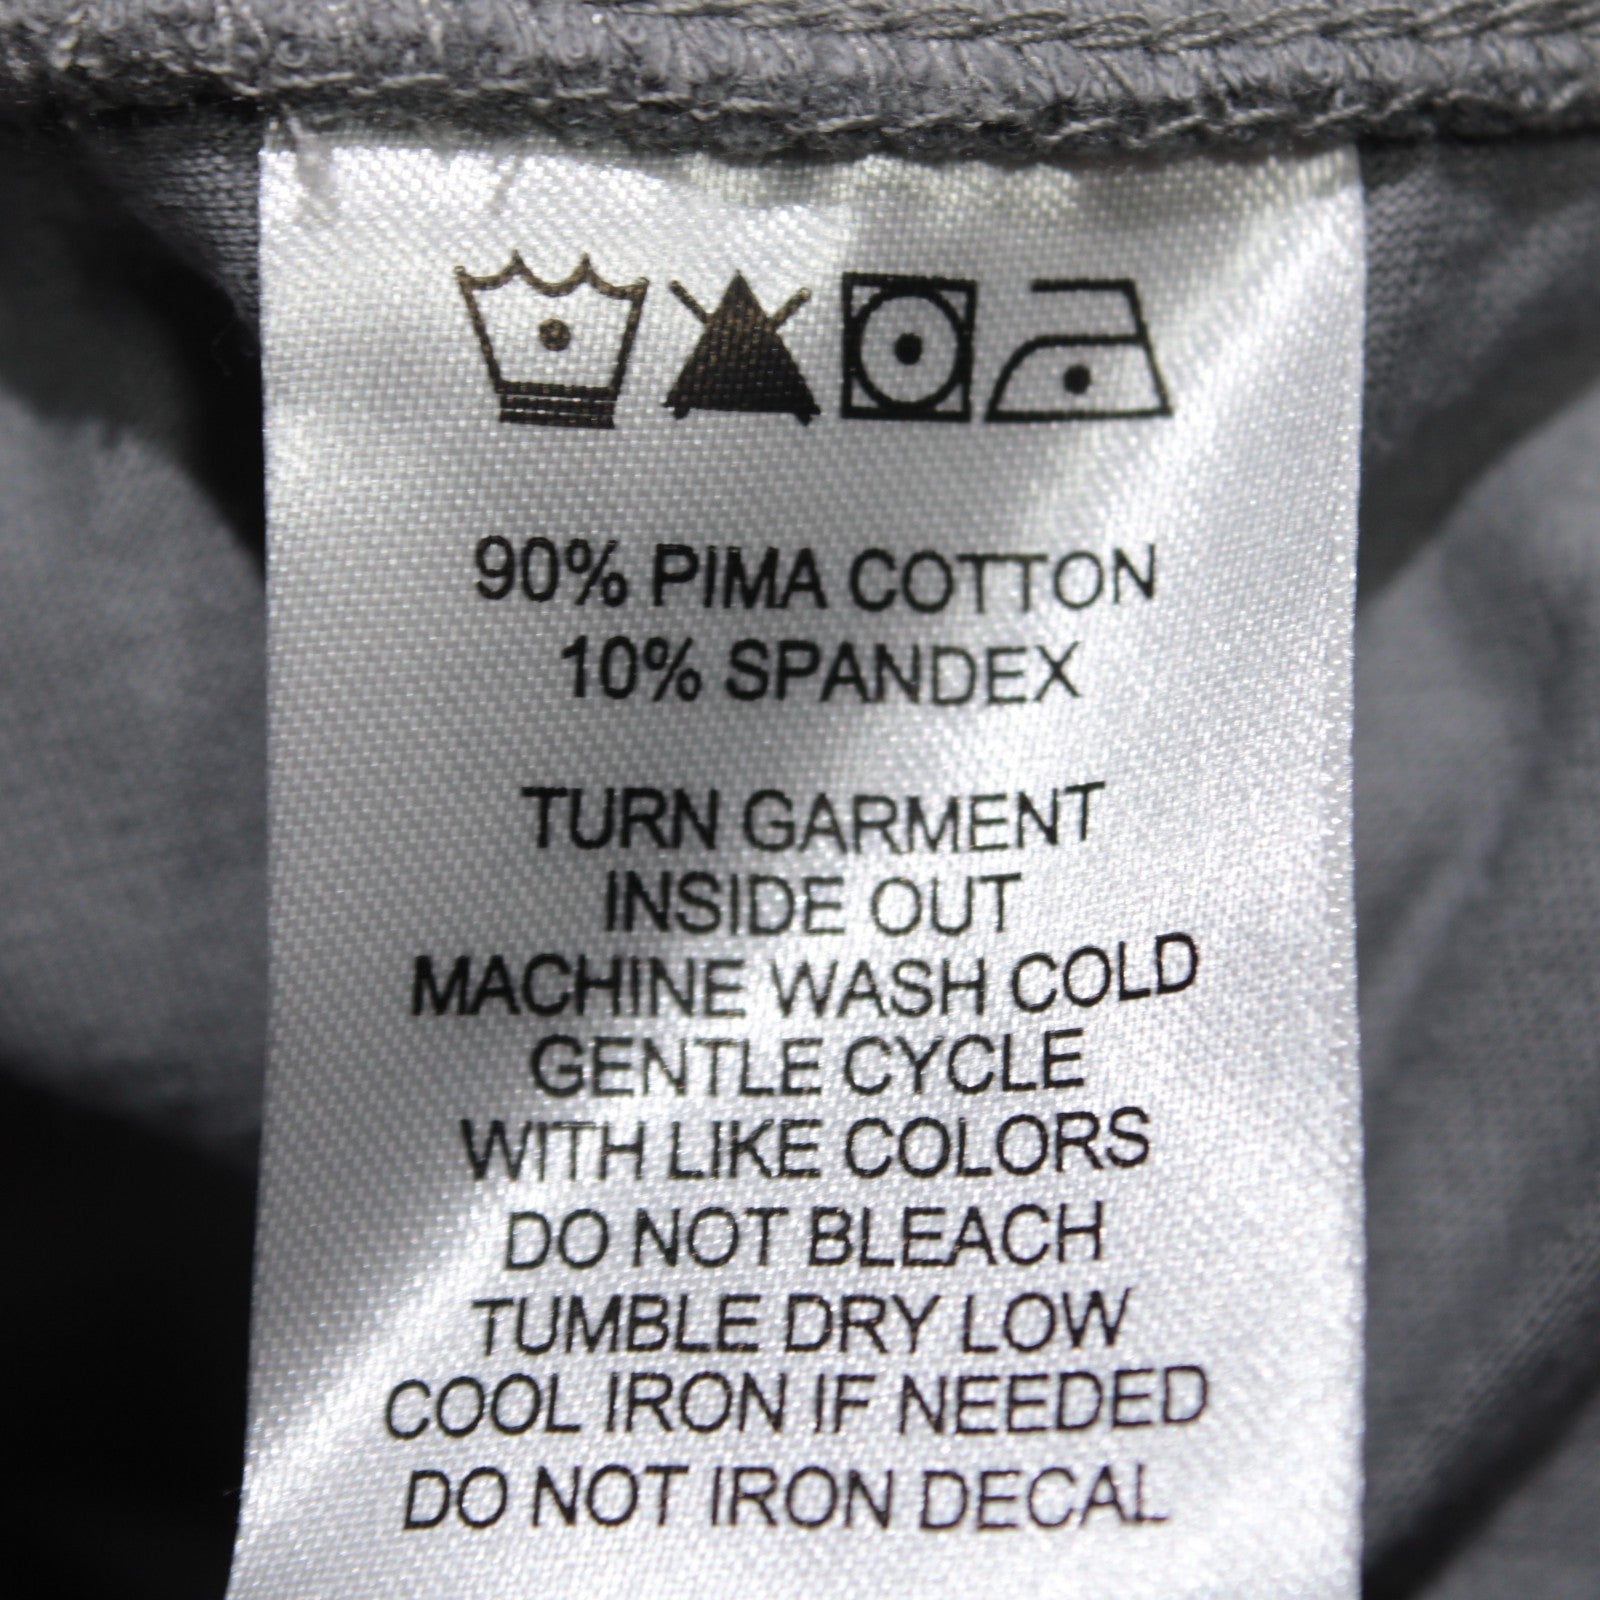 90% PIMA COTTON
10% SPANDEX
TURN GARMENT
INSIDE OUT
MACHINE WASH COLD
GENTLE CYCLE
WITH LIKE COLORS
DO NOT BLEACH
TUMBLE DRY LOW
COOL IRON IF NEEDED
DO NOT IRON DECAL